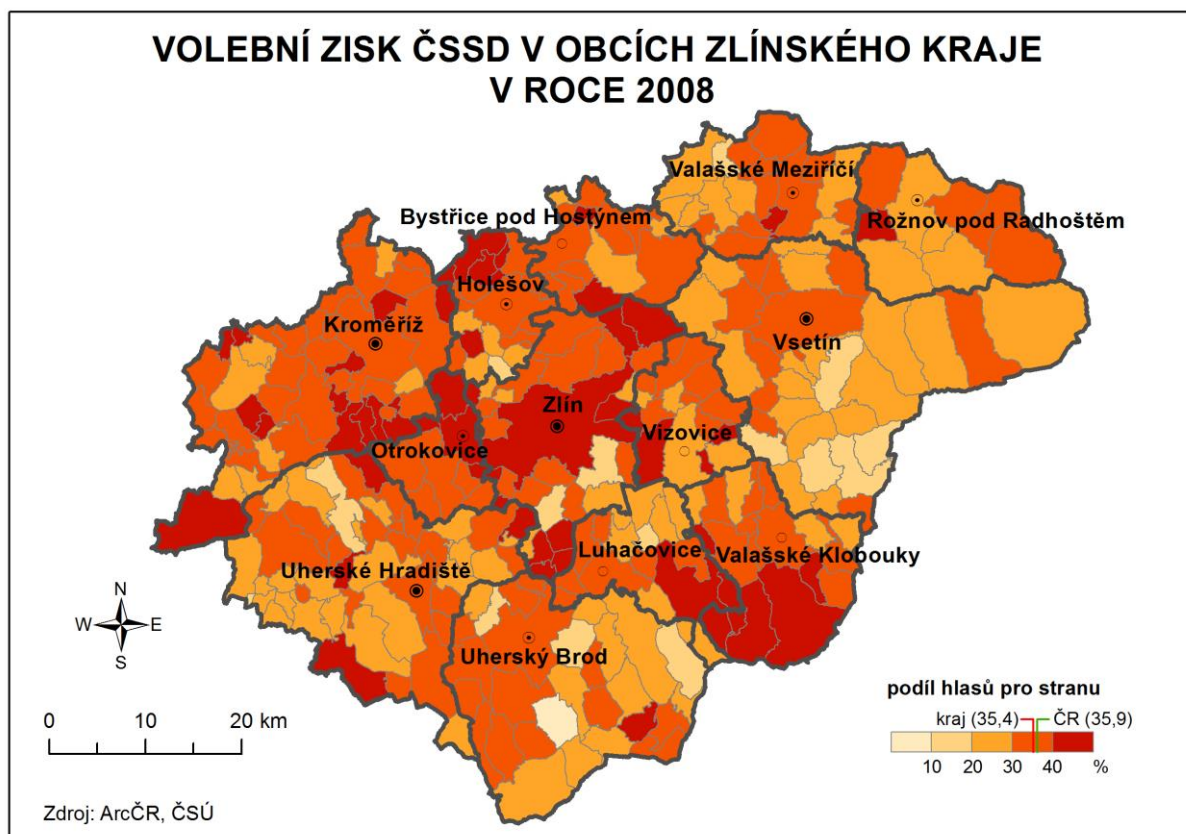 VOLEBNÍ ZISK ČSSD V OBCÍCH ZLÍNSKÉHO KRAJE
V ROCE 2008
Valašské Meziříčí
Bystřice pod Hostýnem
Rožnov pod Radhoštěm
Holešov
Kroměříž
Vsetín
Zlín
Vizovice
Otrokovice
Luhačovice
Valašské Klobouky
Uherské Hradiště
Uherský Brod
N
W E
S
0 10 20 km
podíl hlasů pro stranu
kraj (35,4) ČR (35,9)
10 20 30 40 %
Zdroj: ArcČR, ČSÚ